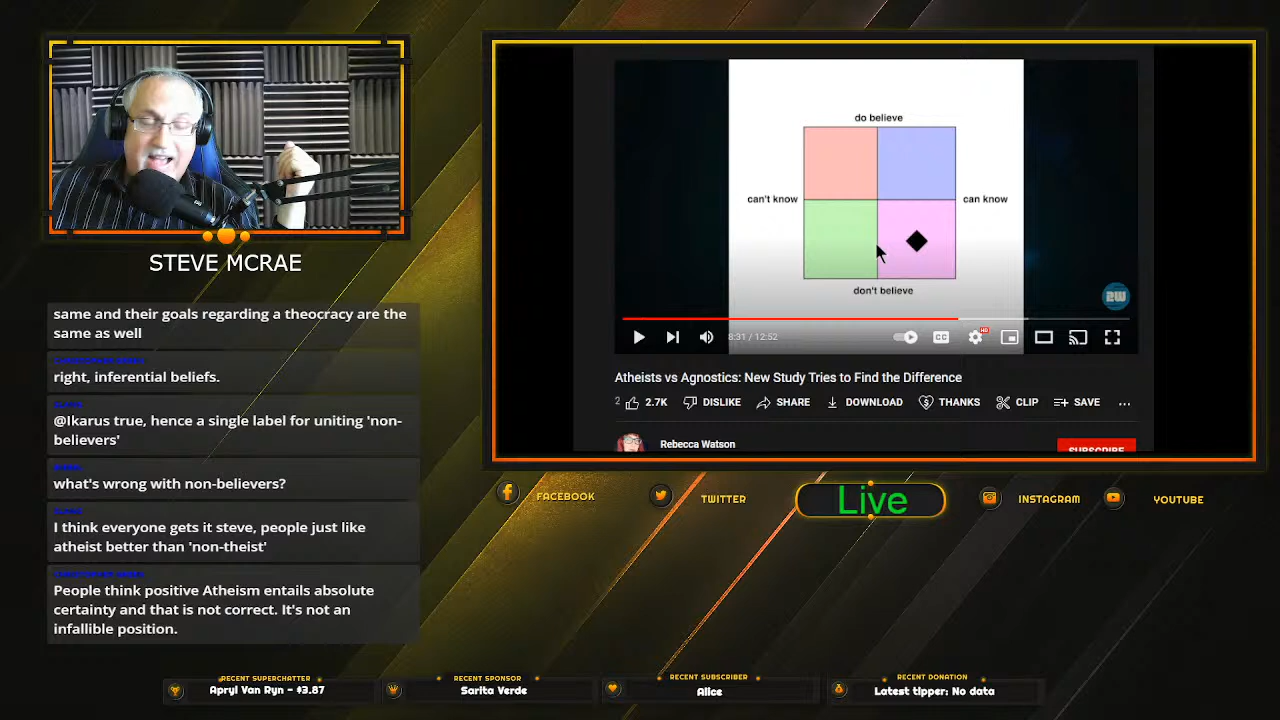 STEVE MCRAE
same and their goals regarding a theocracy are the
same as well
right, inferential beliefs.
@Ikarus true, hence a single label for uniting 'non-
believers'
what's wrong with non-believers?
I think everyone gets it steve, people just like
atheist better than 'non-theist'
People think positive Atheism entails absolute
certainty and that is not correct. It's not an
infallible position.
do believe
can't know
can know
don't believe
8:31 / 12:52
CC
HD
Atheists vs Agnostics: New Study Tries to Find the Difference
2 2.7K DISLIKE SHARE DOWNLOAD THANKS CLIP SAVE ...
Rebecca Watson
SUBSCRIBE
FACEBOOK TWITTER Live INSTAGRAM YOUTUBE
RECENT SUPERCHATTER
Apryl Van Ryn - $3.87
RECENT SPONSOR
Sarita Verde
RECENT SUBSCRIBER
Alice
RECENT DONATION
Latest tipper: No data